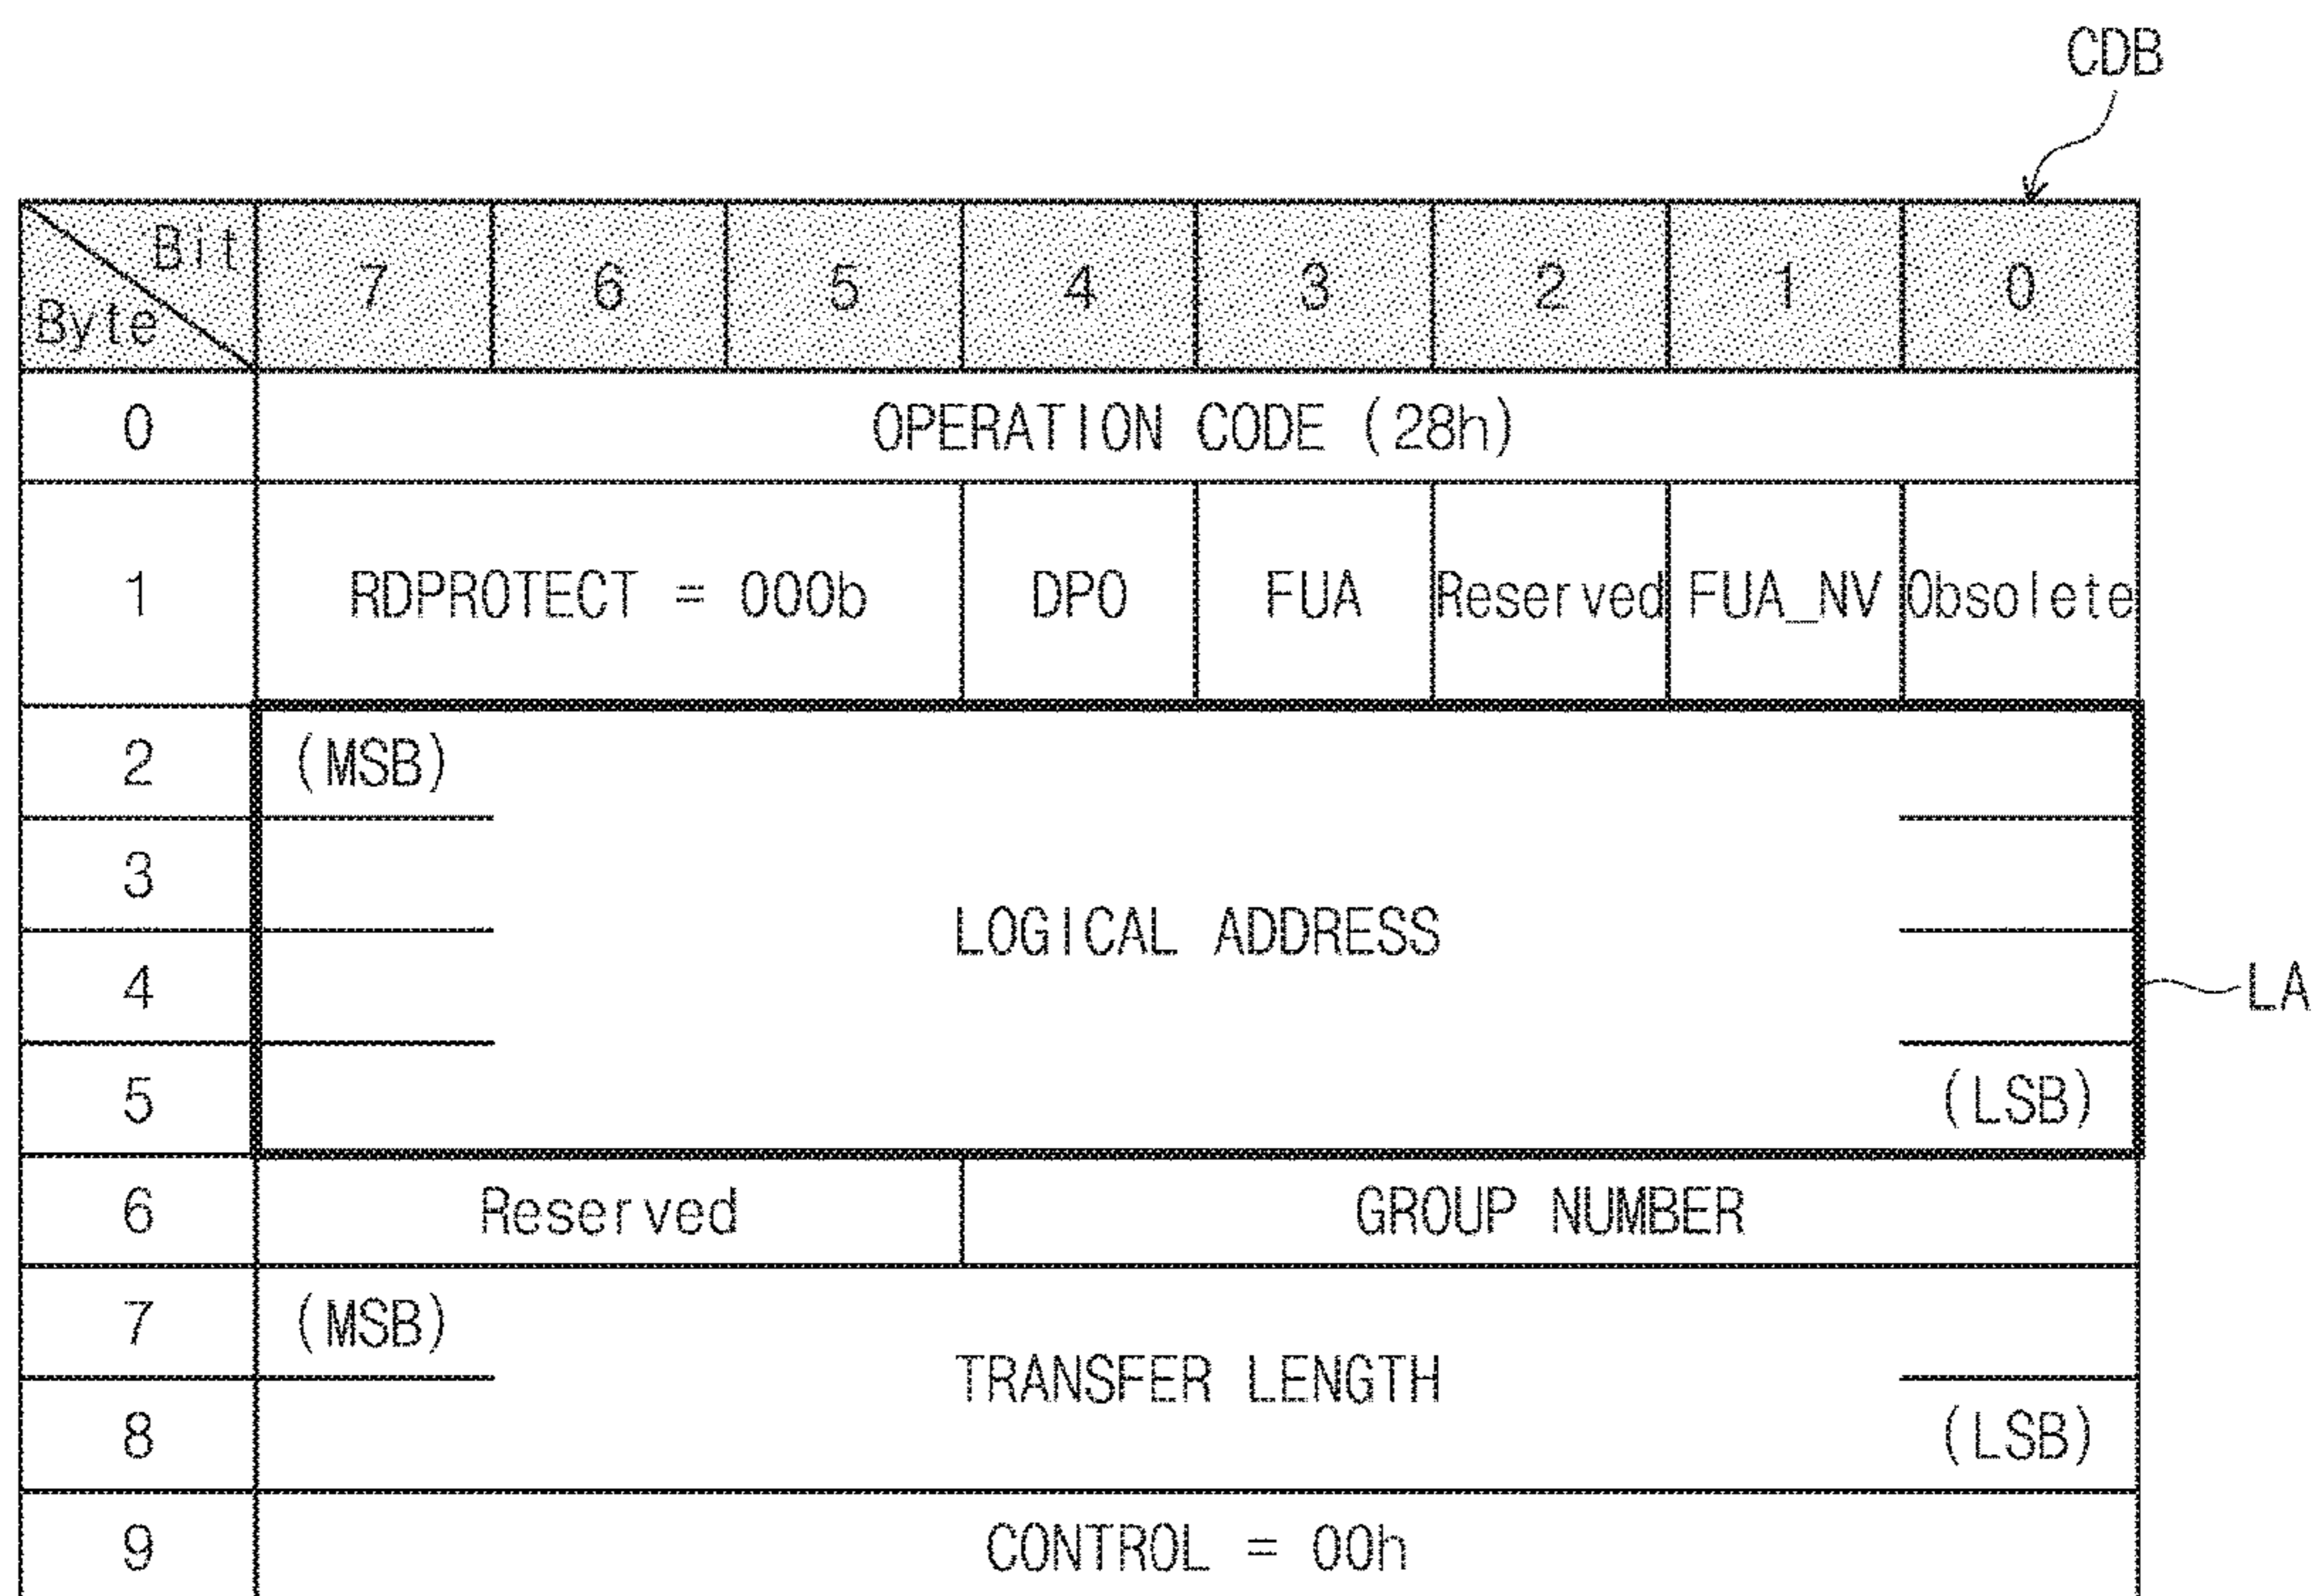 CDB
Bit
Byte
7 6 5 4 3 2 1 0
0 OPERATION CODE (28h)
1 RDPROTECT = 000b DPO FUA Reserved FUA_NV Obsolete
2 (MSB)
3
LOGICAL ADDRESS
4 LA
5 (LSB)
6 Reserved GROUP NUMBER
7 (MSB)
TRANSFER LENGTH
8 (LSB)
9 CONTROL = 00h